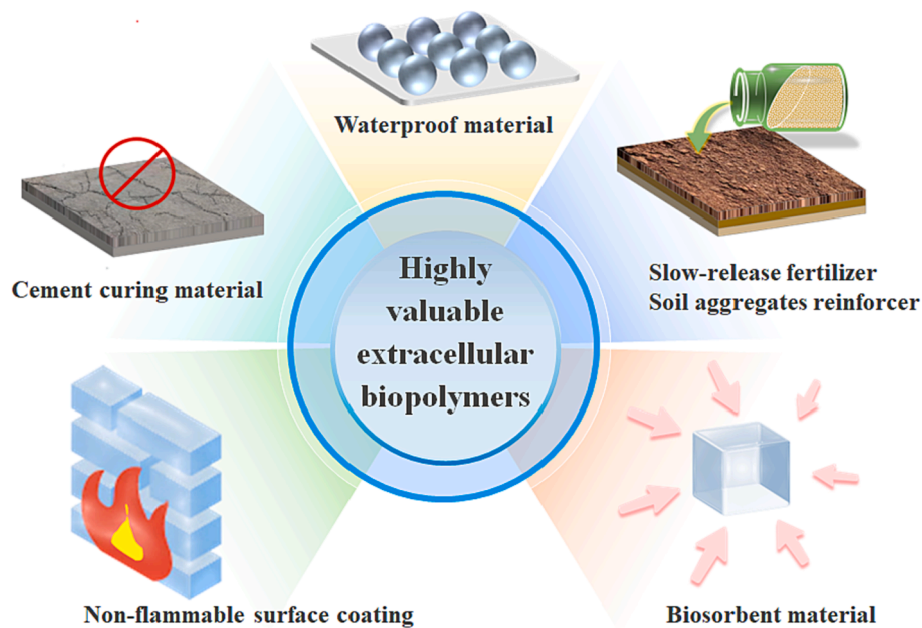 Waterproof material
Cement curing material
Slow-release fertilizer
Soil aggregates reinforcer
Highly
valuable
extracellular
biopolymers
Non-flammable surface coating
Biosorbent material